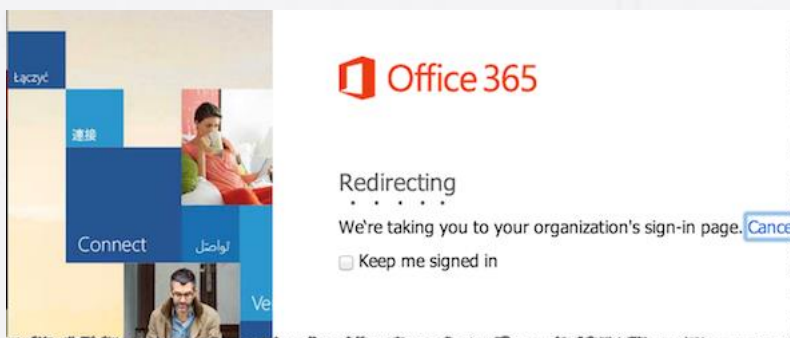 Łączyć
連接
Connect
تواصل
Office 365
Redirecting
We're taking you to your organization's sign-in page. Cance
Keep me signed in